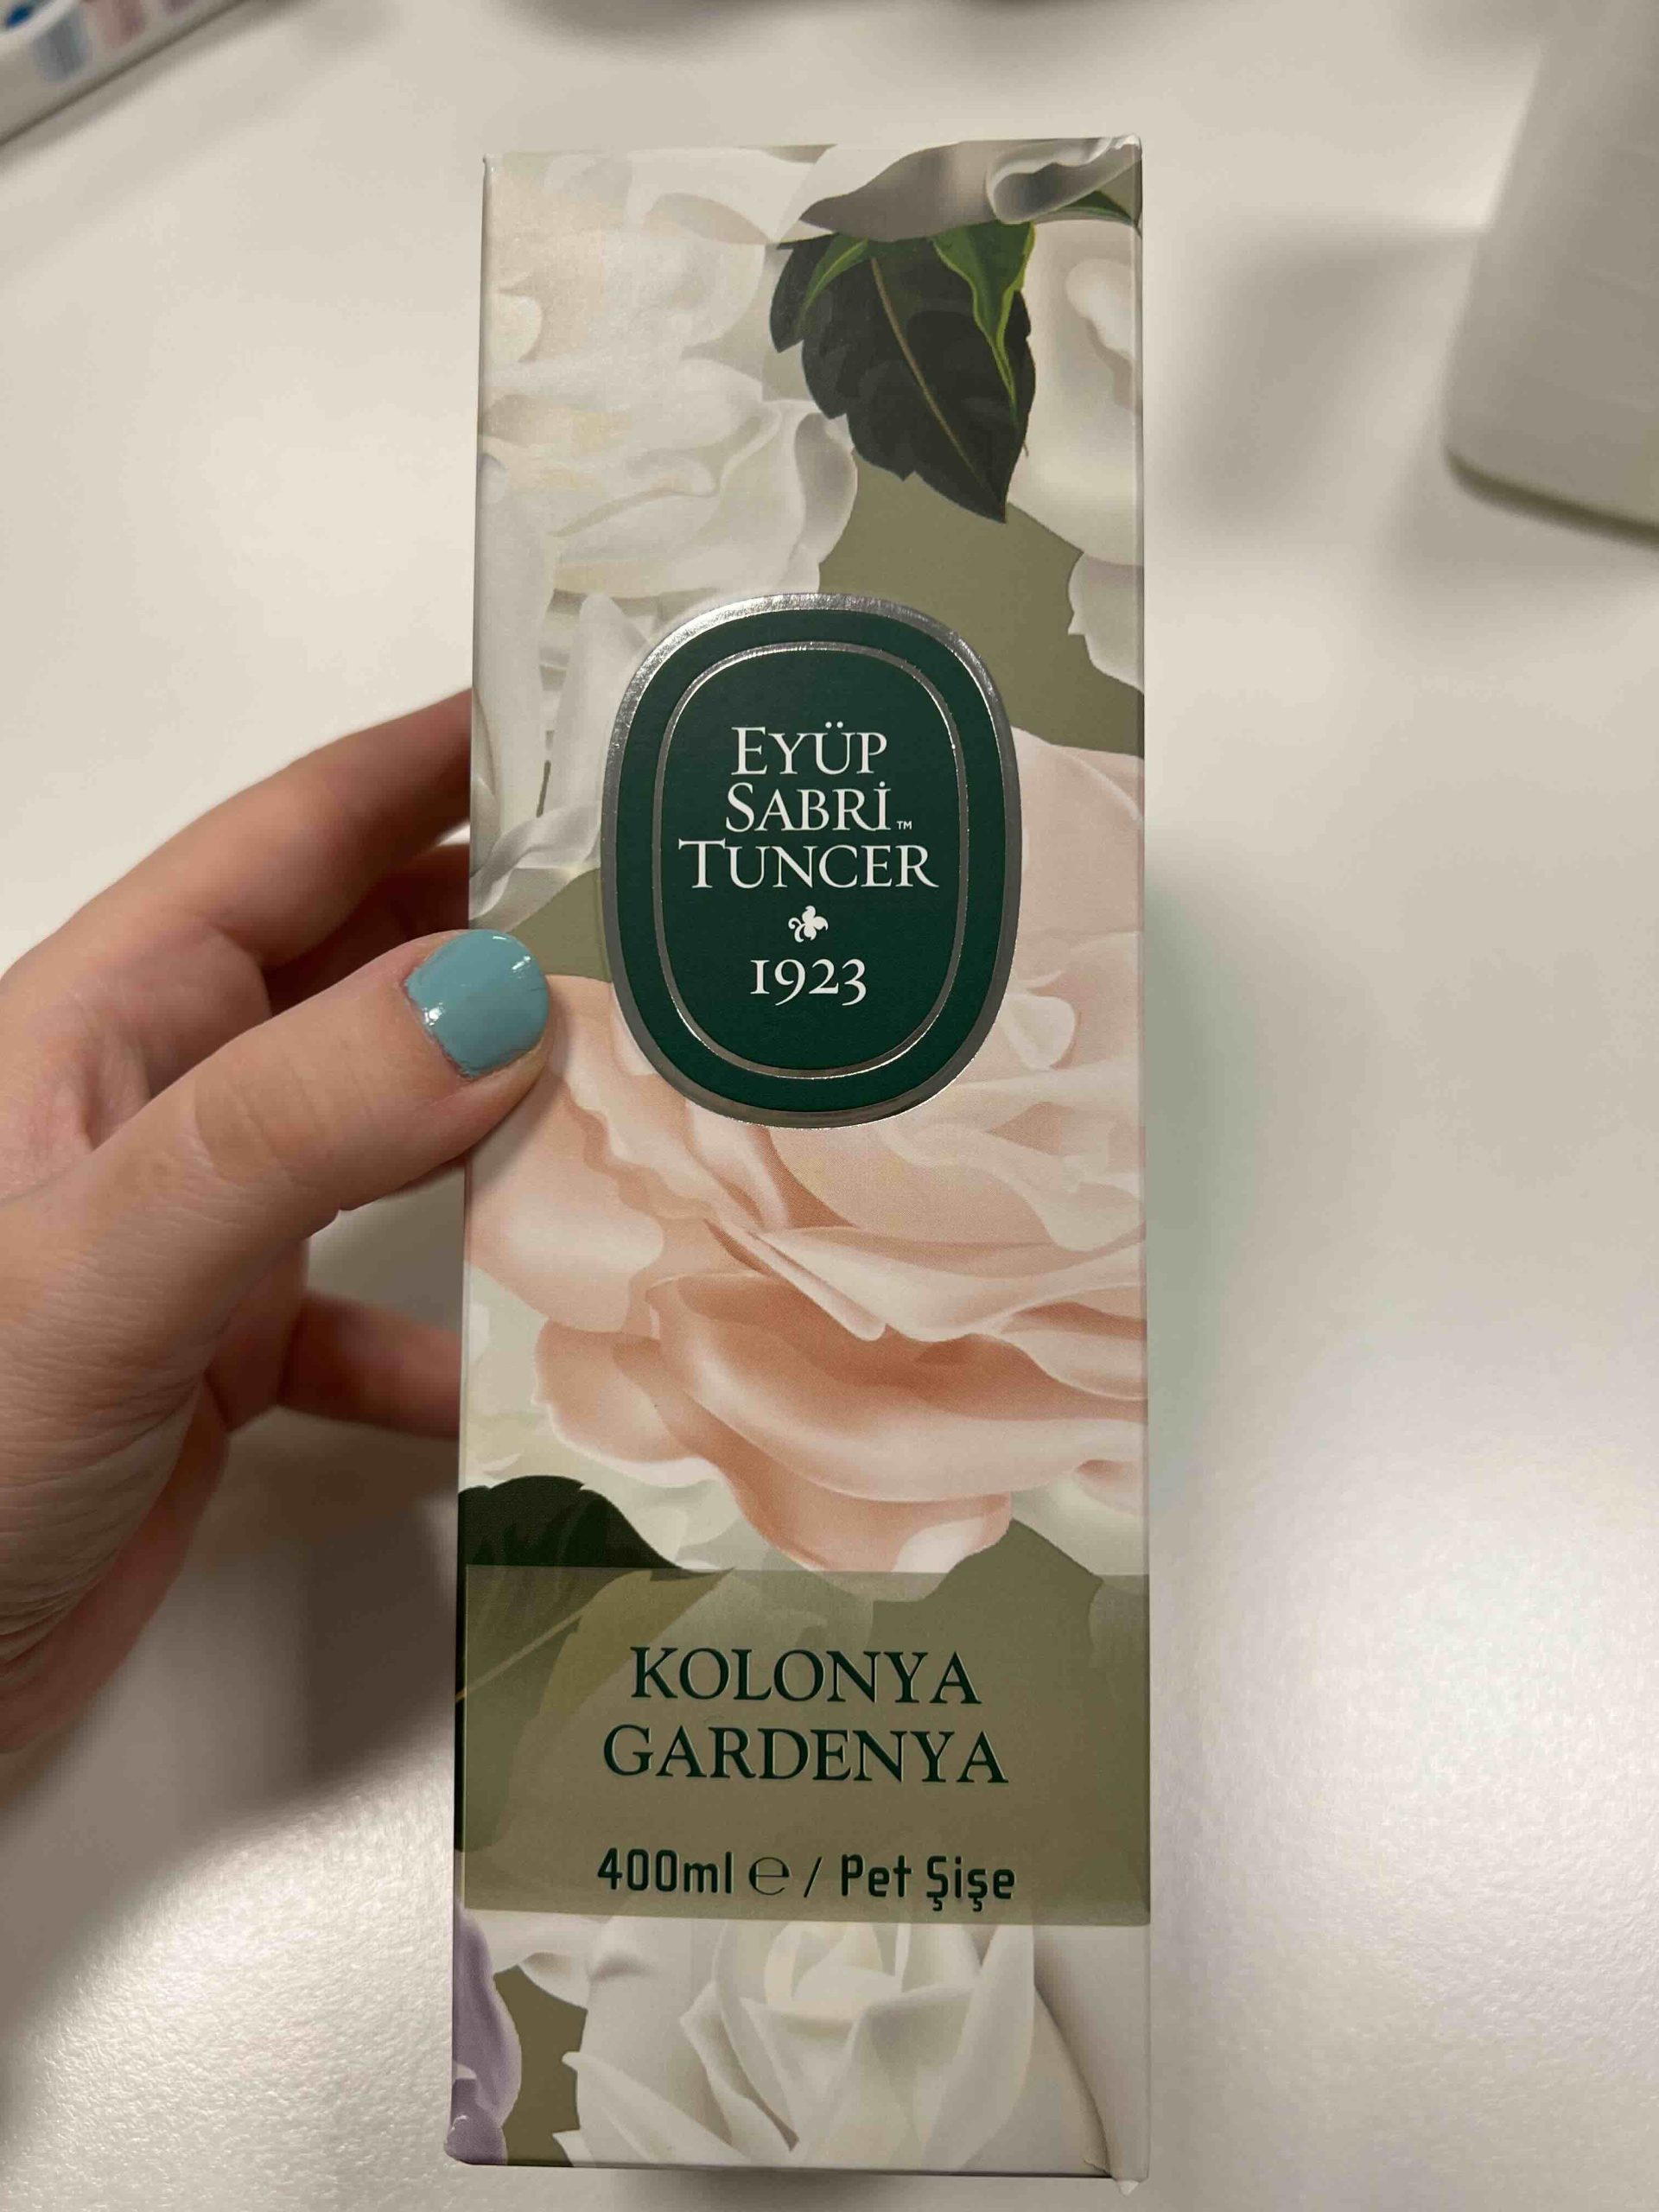 EYÜP
SABRİ™
TUNCER
1923
KOLONYA
GARDENYA
400ml ℮ / Pet Şişe